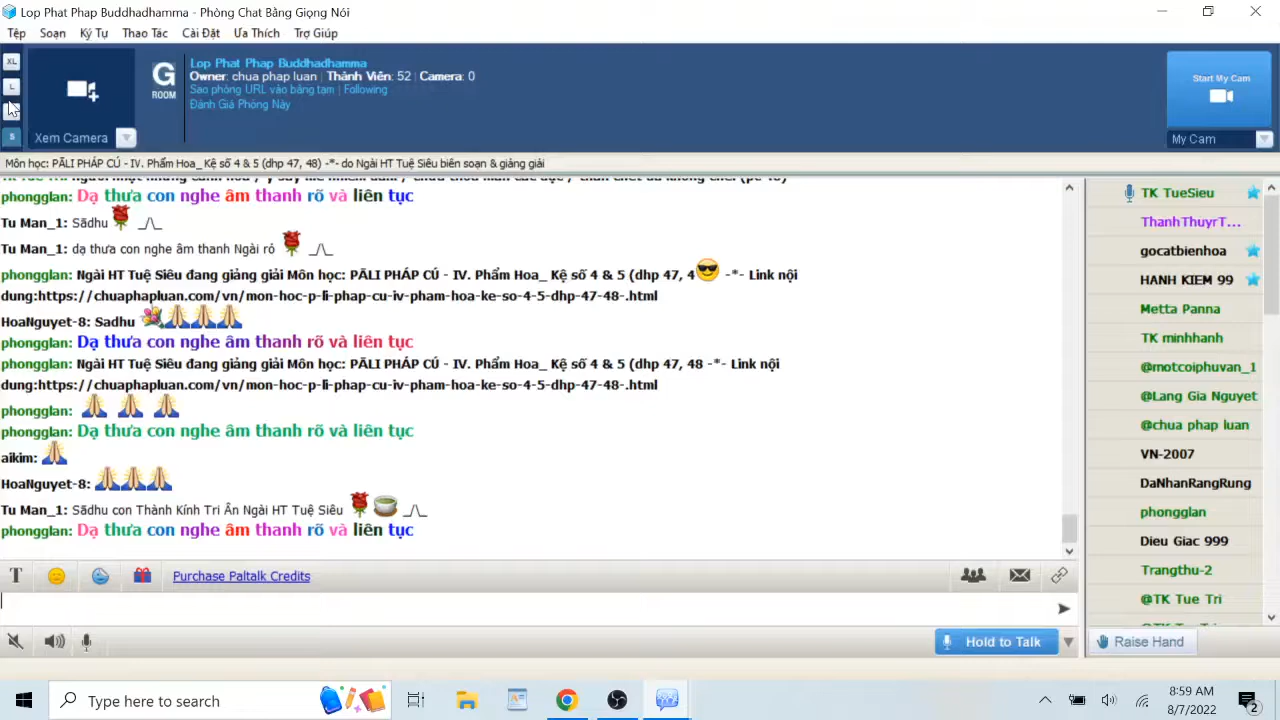 Lop Phat Phap Buddhadhamma - Phòng Chat Bằng Giọng Nói
Tệp Soạn Ký Tự Thao Tác Cài Đặt Ưa Thích Trợ Giúp
XL
L
S
Xem Camera
G
ROOM
Lop Phat Phap Buddhadhamma
Owner: chua phap luan | Thành Viên: 52 | Camera: 0
Sao phòng URL vào bảng tạm | Following
Đánh Giá Phòng Này
Start My Cam
My Cam
Môn học: PĀLI PHÁP CÚ - IV. Phẩm Hoa_ Kệ số 4 & 5 (dhp 47, 48) -*- do Ngài HT Tuệ Siêu biên soạn & giảng giải
phongglan: Dạ thưa con nghe âm thanh rõ và liên tục
Tu Man_1: Sādhu _/\_
Tu Man_1: dạ thưa con nghe âm thanh Ngài rỏ _/\_
phongglan: Ngài HT Tuệ Siêu đang giảng giải Môn học: PĀLI PHÁP CÚ - IV. Phẩm Hoa_ Kệ số 4 & 5 (dhp 47, 4 -*- Link nội
dung:https://chuaphapluan.com/vn/mon-hoc-p-li-phap-cu-iv-pham-hoa-ke-so-4-5-dhp-47-48-.html
HoaNguyet-8: Sadhu
phongglan: Dạ thưa con nghe âm thanh rõ và liên tục
phongglan: Ngài HT Tuệ Siêu đang giảng giải Môn học: PĀLI PHÁP CÚ - IV. Phẩm Hoa_ Kệ số 4 & 5 (dhp 47, 48 -*- Link nội
dung:https://chuaphapluan.com/vn/mon-hoc-p-li-phap-cu-iv-pham-hoa-ke-so-4-5-dhp-47-48-.html
phongglan:
phongglan: Dạ thưa con nghe âm thanh rõ và liên tục
aikim:
HoaNguyet-8:
Tu Man_1: Sādhu con Thành Kính Tri Ân Ngài HT Tuệ Siêu _/\_
phongglan: Dạ thưa con nghe âm thanh rõ và liên tục
TK TueSieu
ThanhThuyrT...
gocatbienhoa
HANH KIEM 99
Metta Panna
TK minhhanh
@motcoiphuvan_1
@Lang Gia Nguyet
@chua phap luan
VN-2007
DaNhanRangRung
phongglan
Dieu Giac 999
Trangthu-2
@TK Tue Tri
T Purchase Paltalk Credits
Hold to Talk
Raise Hand
Type here to search
8:59 AM
8/7/2022
2